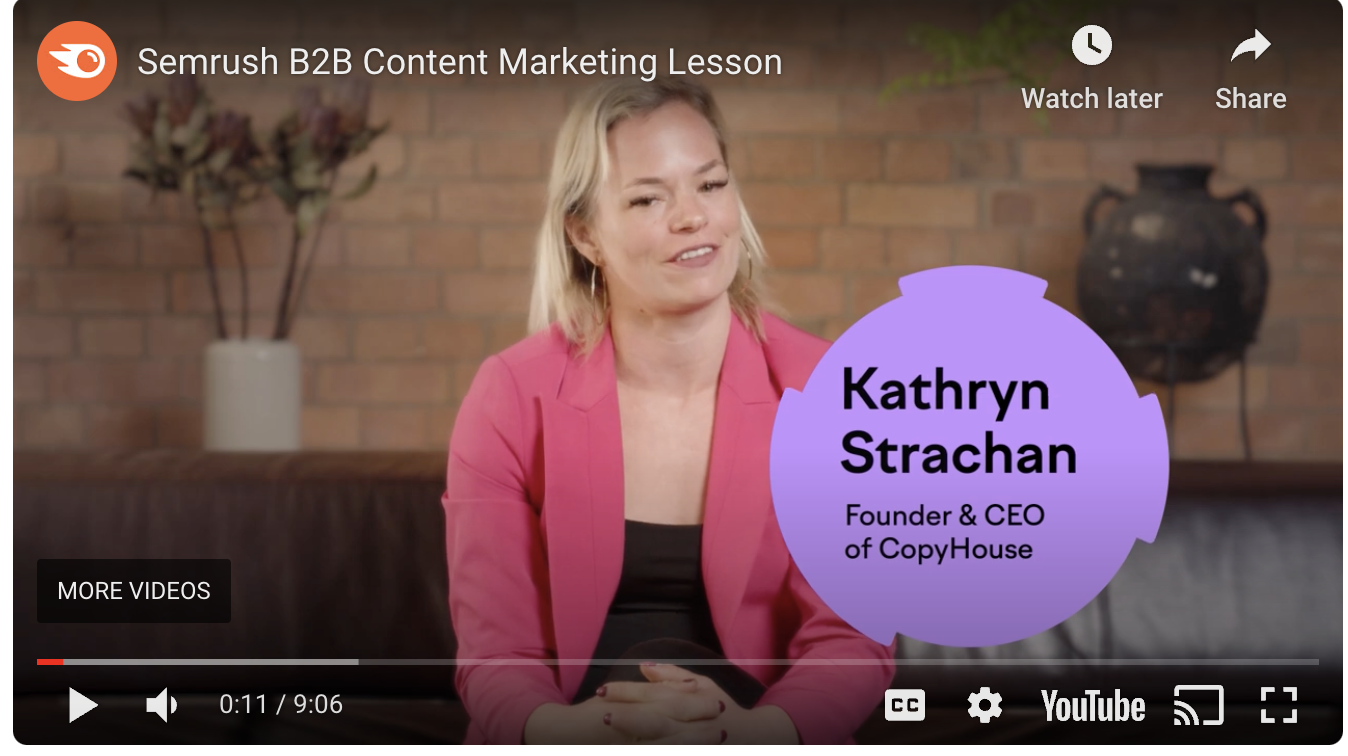 Semrush B2B Content Marketing Lesson
Watch later
Share
Kathryn
Strachan
Founder & CEO
of CopyHouse
MORE VIDEOS
0:11 / 9:06
CC
YouTube